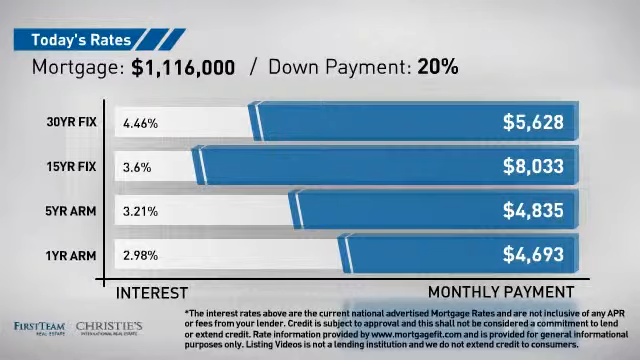 Today's Rates
Mortgage: $1,116,000 / Down Payment: 20%
30YR FIX 4.46% $5,628
15YR FIX 3.6% $8,033
5YR ARM 3.21% $4,835
1YR ARM 2.98% $4,693
INTEREST MONTHLY PAYMENT
*The interest rates above are the current national advertised Mortgage Rates and are not inclusive of any APR
or fees from your lender. Credit is subject to approval and this shall not be considered a commitment to lend
or extend credit. Rate information provided by www.mortgagefit.com and is provided for general informational
purposes only. Listing Videos is not a lending institution and we do not extend credit to consumers.
FIRSTTEAM CHRISTIE'S
REAL ESTATE INTERNATIONAL REAL ESTATE